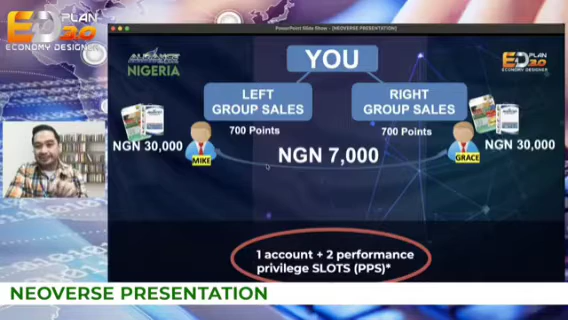 ED PLAN 3.0
ECONOMY DESIGNER
PowerPoint Slide Show - [NEOVERSE PRESENTATION]
ALLIANCE
NIGERIA
YOU
ED PLAN 3.0
ECONOMY DESIGNER
LEFT
GROUP SALES
RIGHT
GROUP SALES
700 Points
700 Points
NGN 30,000
MIKE
NGN 7,000
GRACE
NGN 30,000
1 account + 2 performance
privilege SLOTS (PPS)*
NEOVERSE PRESENTATION